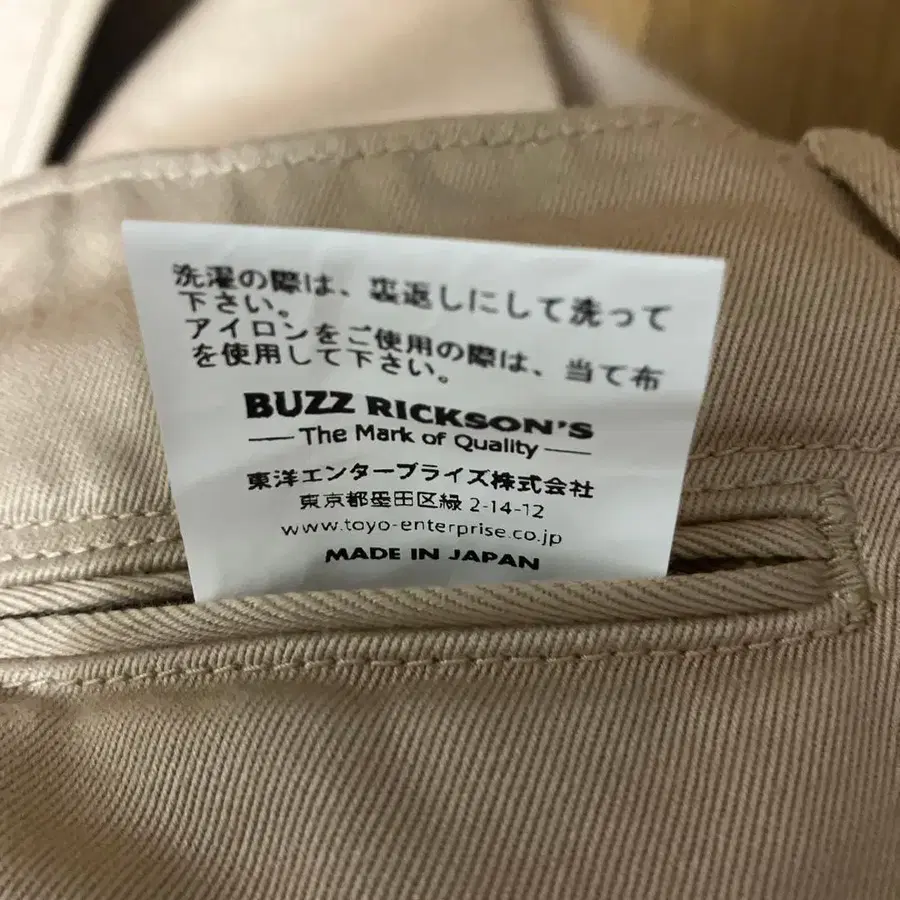 洗濯の際は、裏返しにして洗って
下さい。
アイロンをご使用の際は、当て布
を使用して下さい。
BUZZ RICKSON'S
The Mark of Quality
東洋エンタープライズ株式会社
東京都墨田区緑 2-14-12
www.toyo-enterprise.co.jp
MADE IN JAPAN